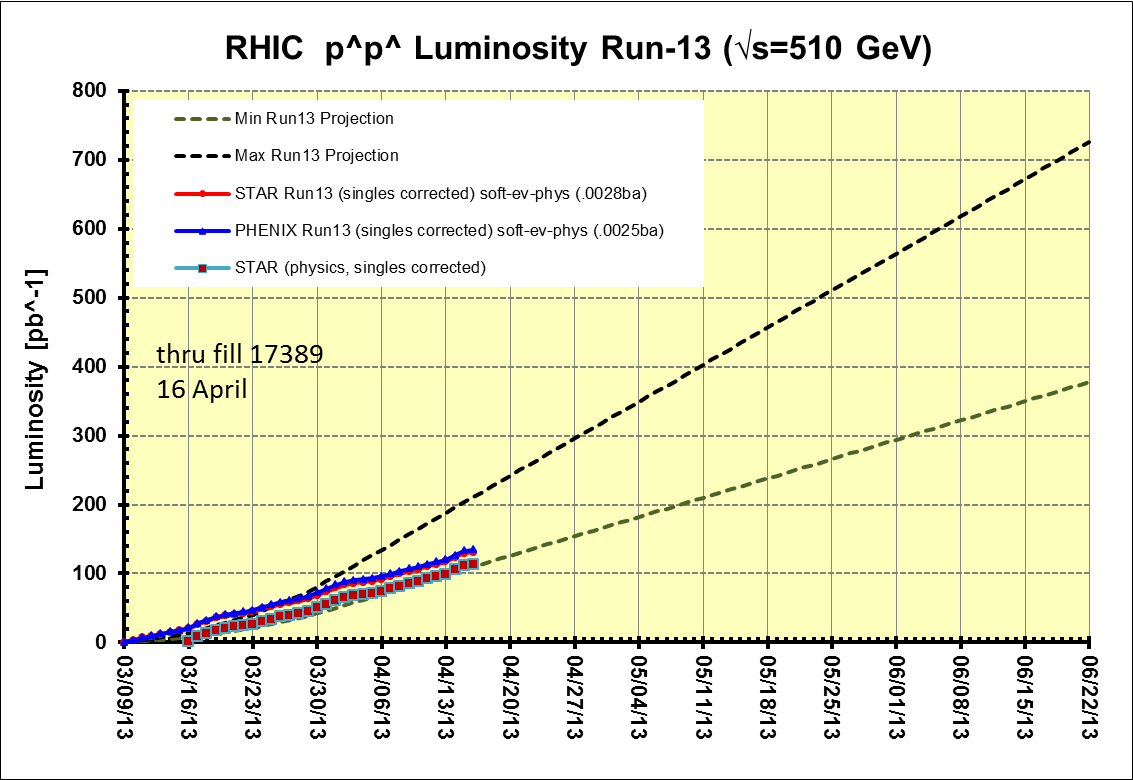 RHIC p^p^ Luminosity Run-13 (√s=510 GeV)
Min Run13 Projection
Max Run13 Projection
STAR Run13 (singles corrected) soft-ev-phys (.0028ba)
PHENIX Run13 (singles corrected) soft-ev-phys (.0025ba)
STAR (physics, singles corrected)
thru fill 17389
16 April
Luminosity [pb^-1]
800
700
600
500
400
300
200
100
0
03/09/13
03/16/13
03/23/13
03/30/13
04/06/13
04/13/13
04/20/13
04/27/13
05/04/13
05/11/13
05/18/13
05/25/13
06/01/13
06/08/13
06/15/13
06/22/13